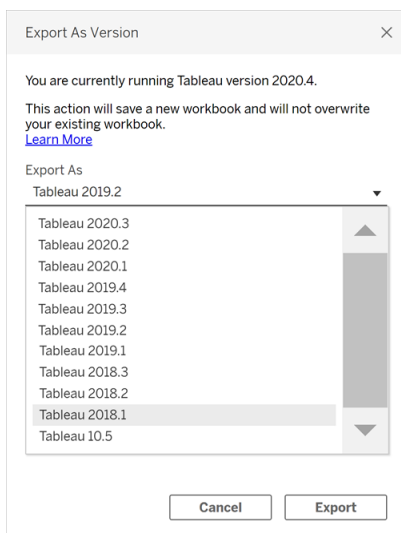 Export As Version
You are currently running Tableau version 2020.4.
This action will save a new workbook and will not overwrite
your existing workbook.
Learn More
Export As
Tableau 2019.2
Tableau 2020.3
Tableau 2020.2
Tableau 2020.1
Tableau 2019.4
Tableau 2019.3
Tableau 2019.2
Tableau 2019.1
Tableau 2018.3
Tableau 2018.2
Tableau 2018.1
Tableau 10.5
Cancel Export